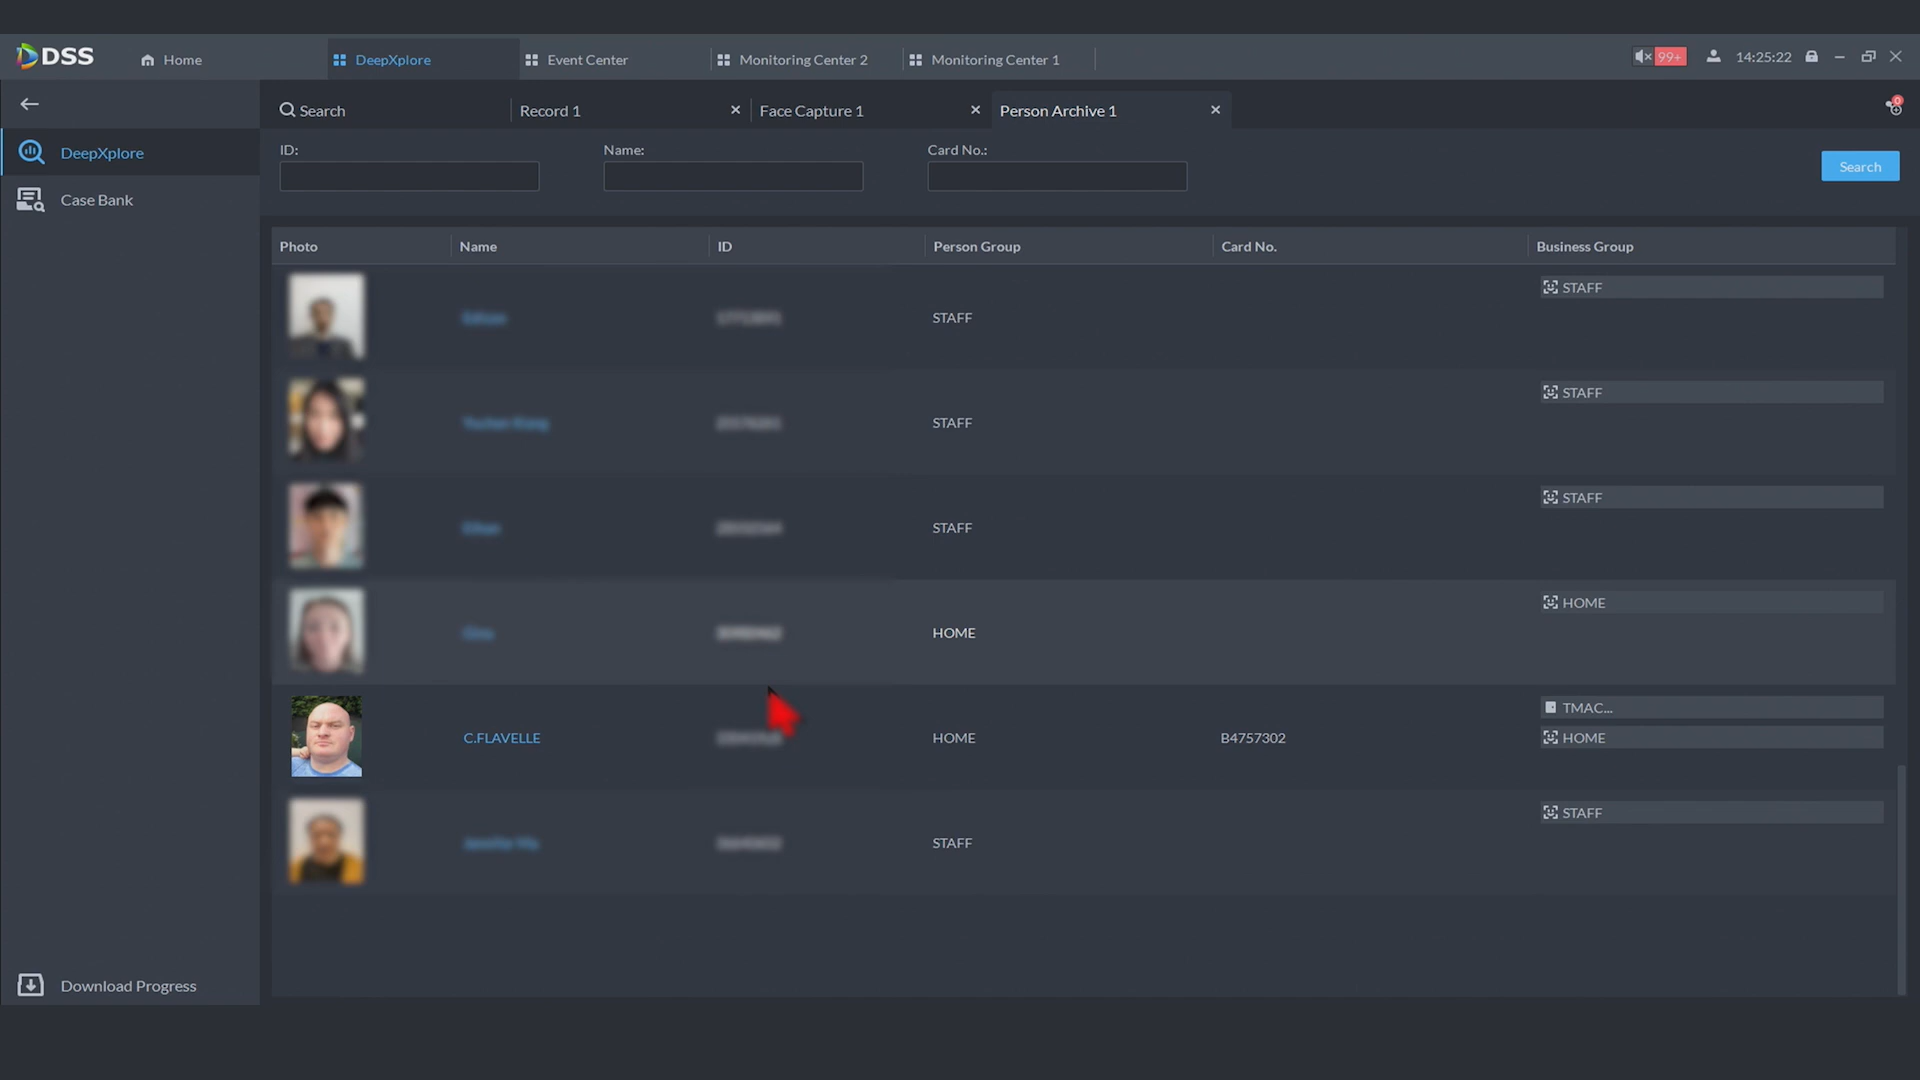 DSS
Home
DeepXplore
Event Center
Monitoring Center 2
Monitoring Center 1
99+
14:25:22
Search
Record 1
Face Capture 1
Person Archive 1
0
DeepXplore
Case Bank
ID:
Name:
Card No.:
Search
Photo
Name
ID
Person Group
Card No.
Business Group
STAFF
STAFF
STAFF
STAFF
STAFF
STAFF
HOME
HOME
C.FLAVELLE
HOME
B4757302
TMAC...
HOME
STAFF
STAFF
Download Progress